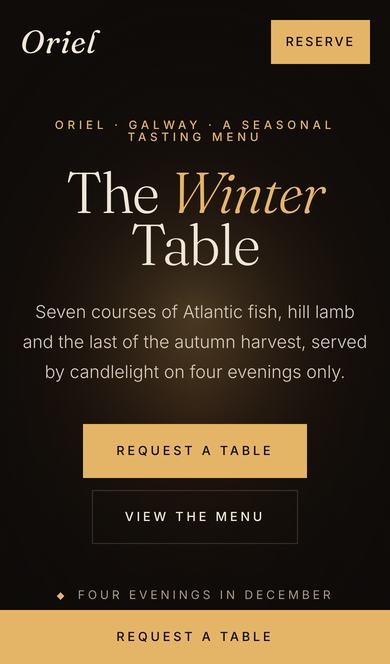 Oriel
RESERVE
ORIEL · GALWAY · A SEASONAL
TASTING MENU
The Winter
Table
Seven courses of Atlantic fish, hill lamb
and the last of the autumn harvest, served
by candlelight on four evenings only.
REQUEST A TABLE
VIEW THE MENU
◆ FOUR EVENINGS IN DECEMBER
REQUEST A TABLE